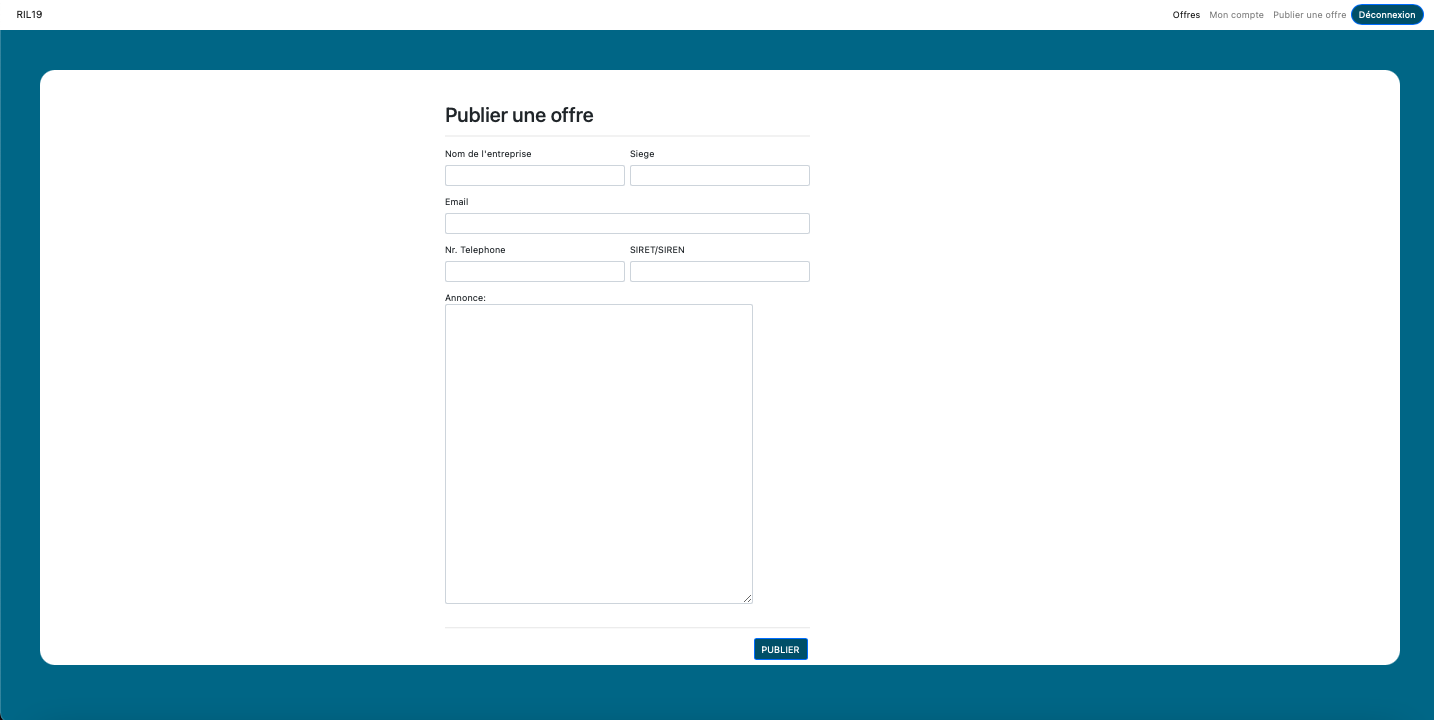 RIL19
Offres Mon compte Publier une offre Déconnexion
Publier une offre
Nom de l'entreprise Siege
Email
Nr. Telephone SIRET/SIREN
Annonce:
PUBLIER